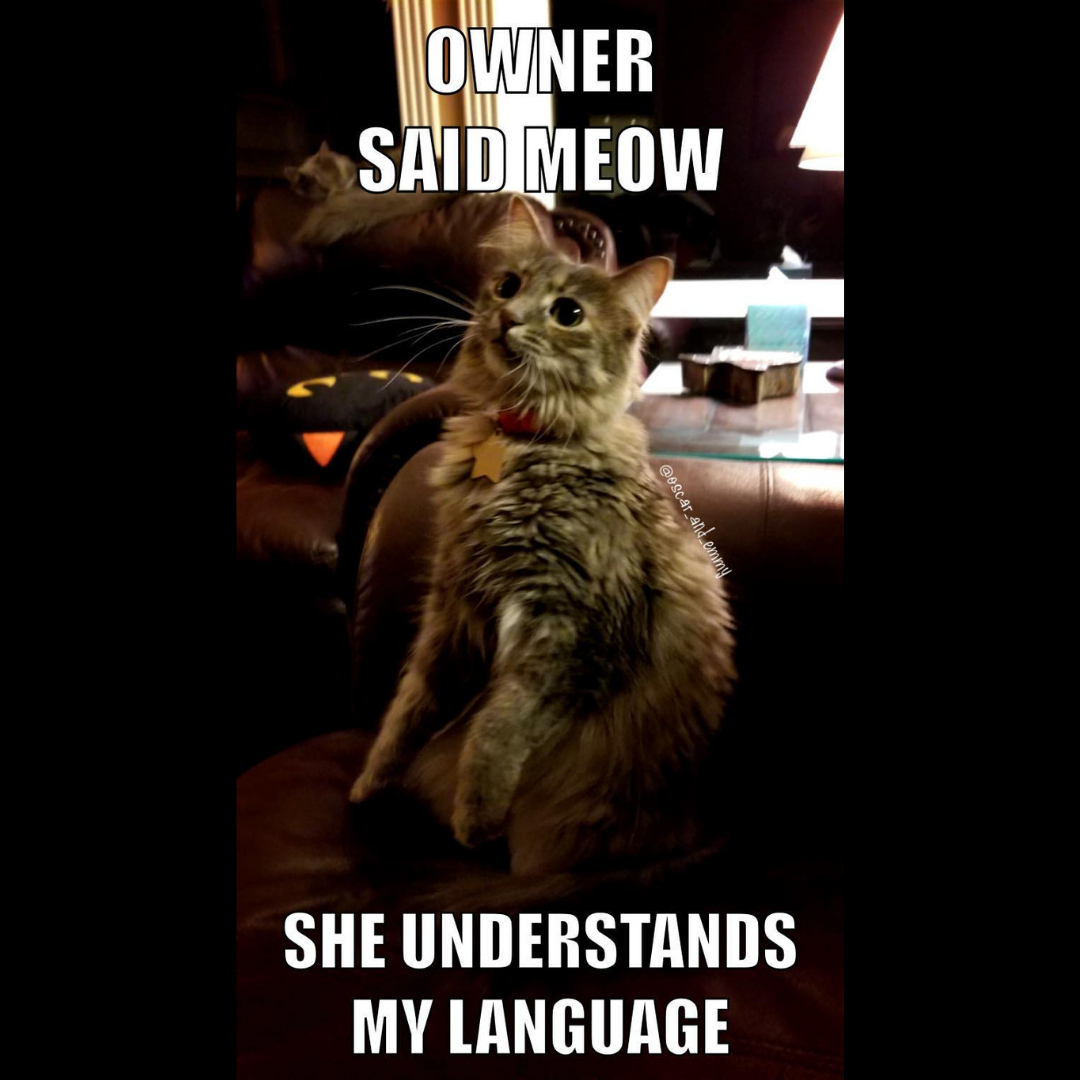 OWNER
SAID MEOW
@oscar_and_emmy
SHE UNDERSTANDS
MY LANGUAGE